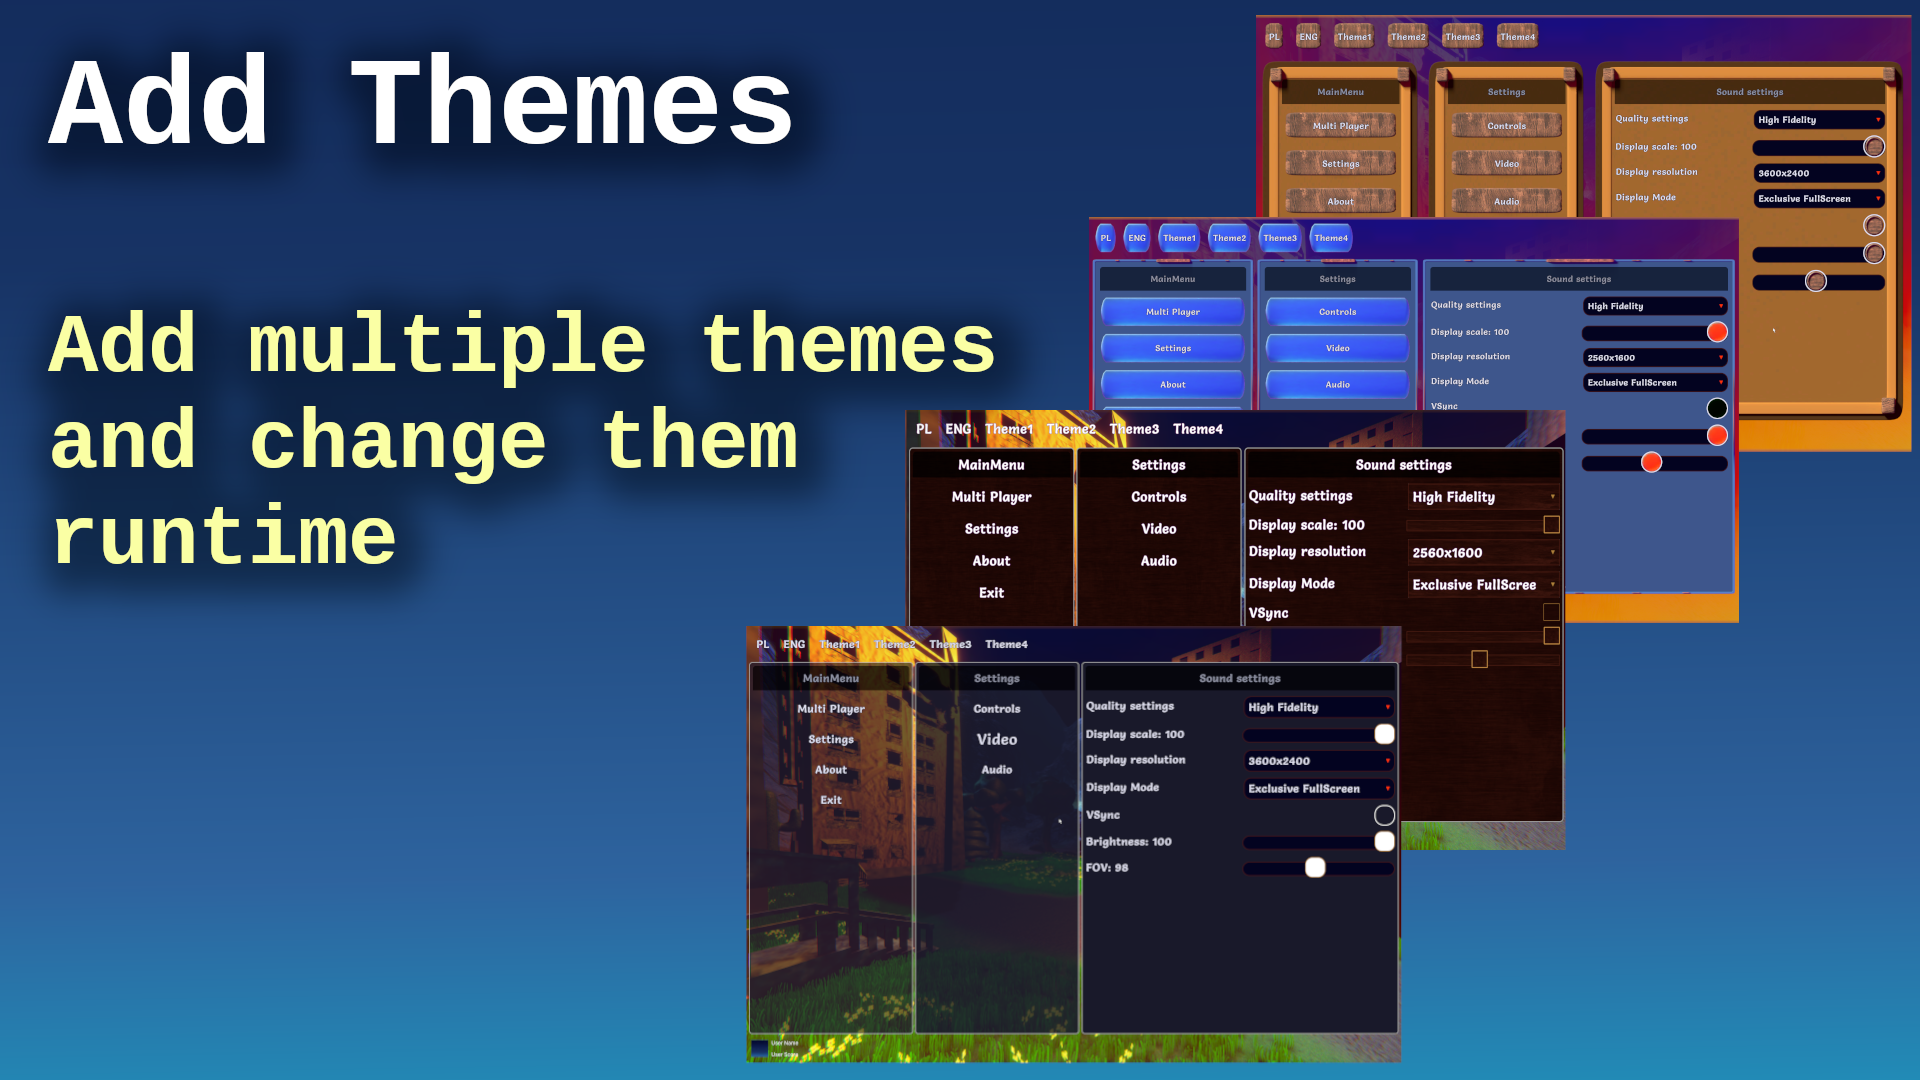 Add Themes
Add multiple themes
and change them
runtime
PL ENG Theme1 Theme2 Theme3 Theme4
MainMenu
Multi Player
Settings
About
Settings
Controls
Video
Audio
Sound settings
Quality settings High Fidelity
Display scale: 100
Display resolution 3600x2400
Display Mode Exclusive FullScreen
PL ENG Theme1 Theme2 Theme3 Theme4
MainMenu
Multi Player
Settings
About
Settings
Controls
Video
Audio
Sound settings
Quality settings High Fidelity
Display scale: 100
Display resolution 2560x1600
Display Mode Exclusive FullScreen
VSync
PL ENG Theme1 Theme2 Theme3 Theme4
MainMenu
Multi Player
Settings
About
Exit
Settings
Controls
Video
Audio
Sound settings
Quality settings High Fidelity
Display scale: 100
Display resolution 2560x1600
Display Mode Exclusive FullScree
VSync
PL ENG Theme1 Theme2 Theme3 Theme4
MainMenu
Multi Player
Settings
About
Exit
Settings
Controls
Video
Audio
Sound settings
Quality settings High Fidelity
Display scale: 100
Display resolution 3600x2400
Display Mode Exclusive FullScreen
VSync
Brightness: 100
FOV: 98
User Name
User